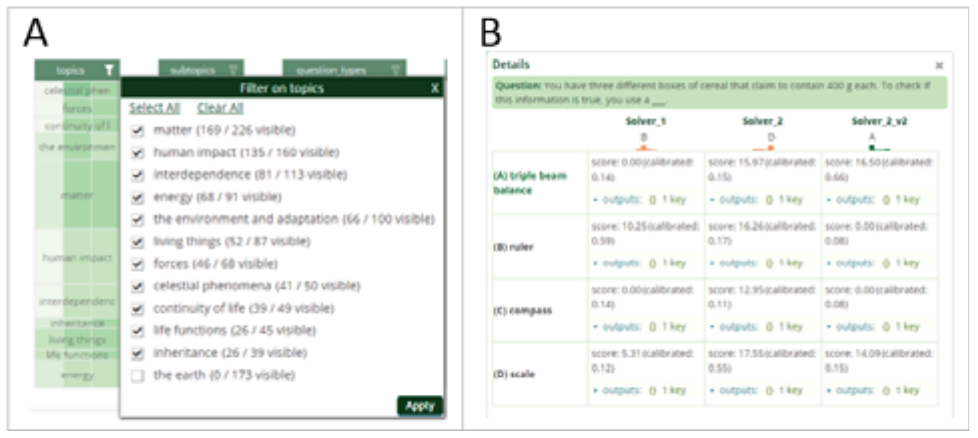 A
topics
subtopics
question_types
celestial phen
forces
continuity of l
the environmen
matter
human impact
interdependenc
inheritance
living things
life functions
energy
Filter on topics X
Select All Clear All
matter (169 / 226 visible)
human impact (135 / 160 visible)
interdependence (81 / 113 visible)
energy (68 / 91 visible)
the environment and adaptation (66 / 100 visible)
living things (52 / 87 visible)
forces (46 / 68 visible)
celestial phenomena (41 / 50 visible)
continuity of life (39 / 49 visible)
life functions (26 / 45 visible)
inheritance (26 / 39 visible)
the earth (0 / 173 visible)
Apply
B
Details
Question: You have three different boxes of cereal that claim to contain 400 g each. To check if
this information is true, you use a ___.
Solver_1 Solver_2 Solver_2_v2
B D A
(A) triple beam
balance
score: 0.00(calibrated:
0.14)
outputs: {} 1 key
score: 15.97(calibrated:
0.15)
outputs: {} 1 key
score: 16.50(calibrated:
0.66)
outputs: {} 1 key
(B) ruler
score: 10.25(calibrated:
0.59)
outputs: {} 1 key
score: 16.26(calibrated:
0.17)
outputs: {} 1 key
score: 0.00(calibrated:
0.08)
outputs: {} 1 key
(C) compass
score: 0.00(calibrated:
0.14)
outputs: {} 1 key
score: 12.95(calibrated:
0.11)
outputs: {} 1 key
score: 0.00(calibrated:
0.08)
outputs: {} 1 key
(D) scale
score: 5.31(calibrated:
0.12)
outputs: {} 1 key
score: 17.55(calibrated:
0.55)
outputs: {} 1 key
score: 14.09(calibrated:
0.15)
outputs: {} 1 key